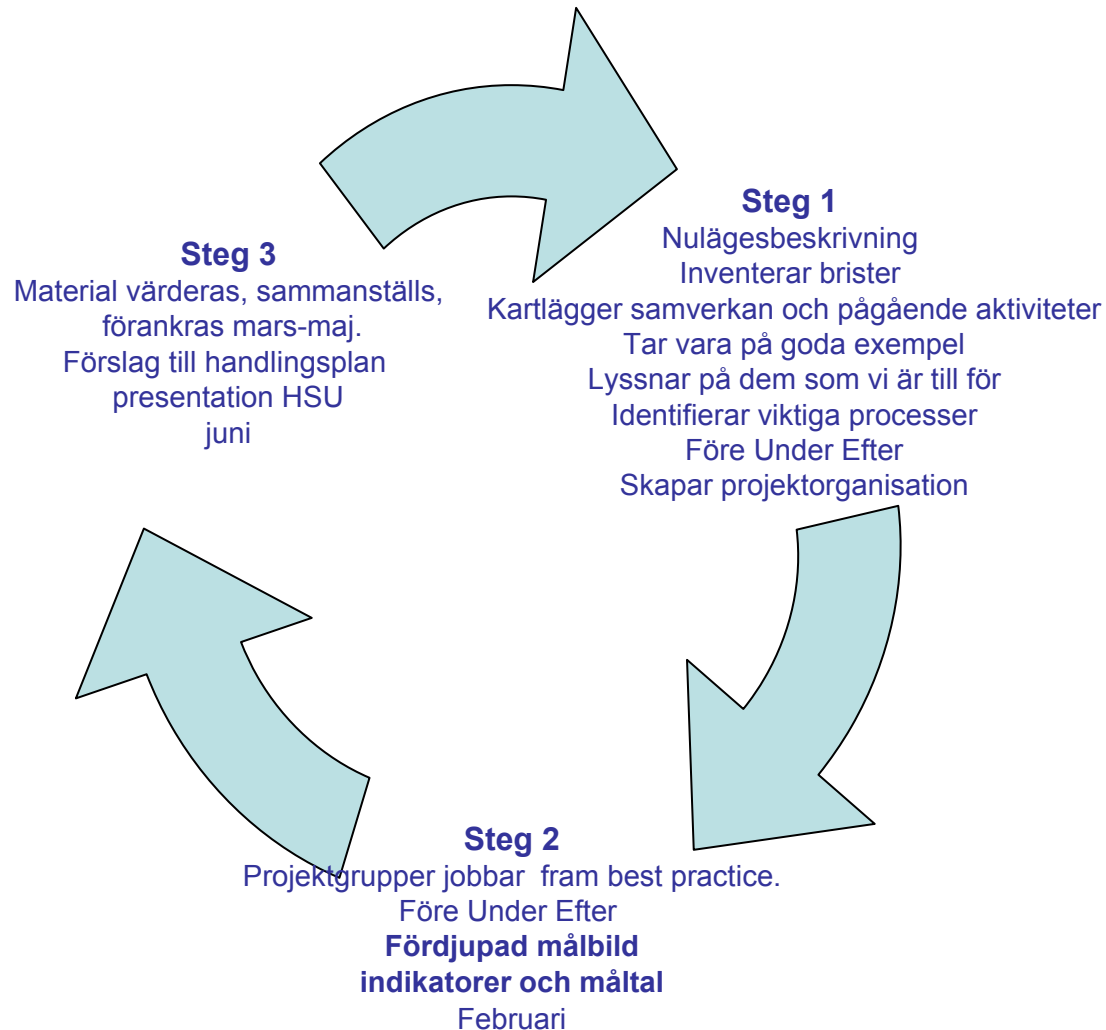 Steg 1
Nulägesbeskrivning
Inventerar brister
Kartlägger samverkan och pågående aktiviteter
Tar vara på goda exempel
Lyssnar på dem som vi är till för
Identifierar viktiga processer
Före Under Efter
Skapar projektorganisation
Steg 2
Projektgrupper jobbar fram best practice.
Före Under Efter
Fördjupad målbild
indikatorer och måltal
Februari
Steg 3
Material värderas, sammanställs,
förankras mars-maj.
Förslag till handlingsplan
presentation HSU
juni